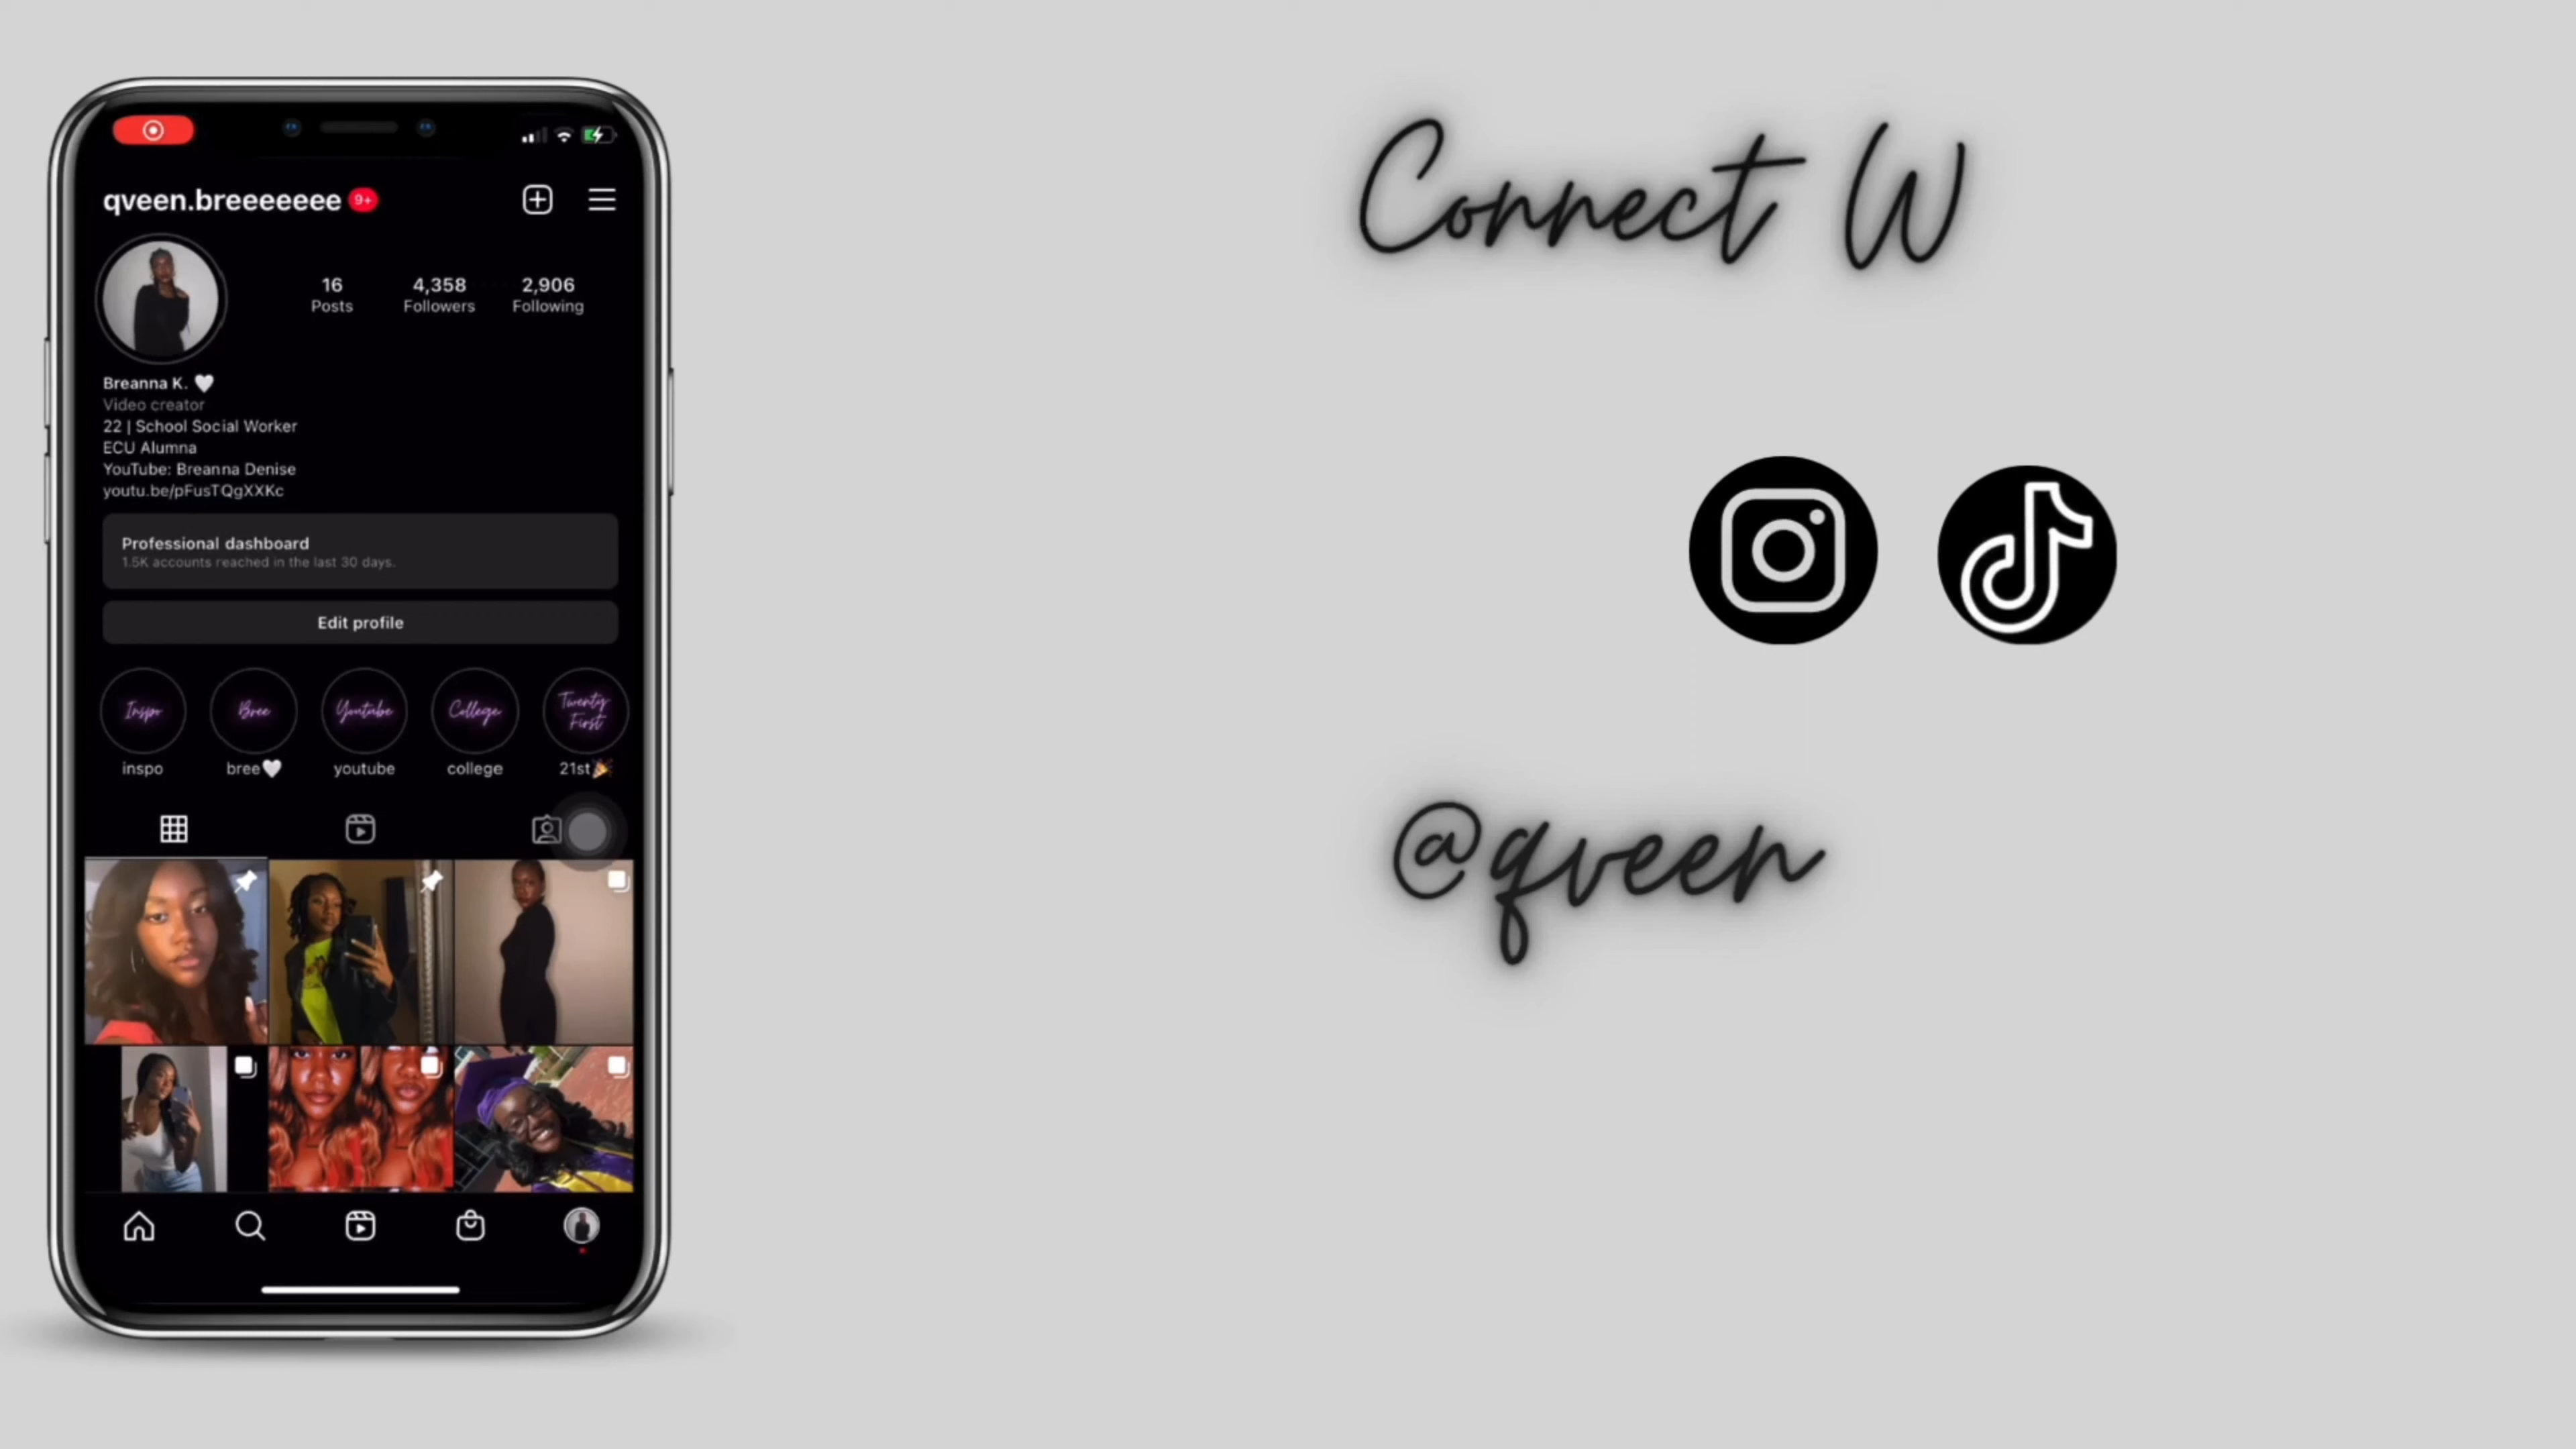 qveen.breeeeeee 9+
16 4,358 2,906
Posts Followers Following
Breanna K. 🤍
Video creator
22 | School Social Worker
ECU Alumna
YouTube: Breanna Denise
youtu.be/pFusTQgXXKc
Professional dashboard
1.5K accounts reached in the last 30 days.
Edit profile
Inspo Bree Youtube College Twenty
First
inspo bree🤍 youtube college 21st🎉
Connect W
@qveen